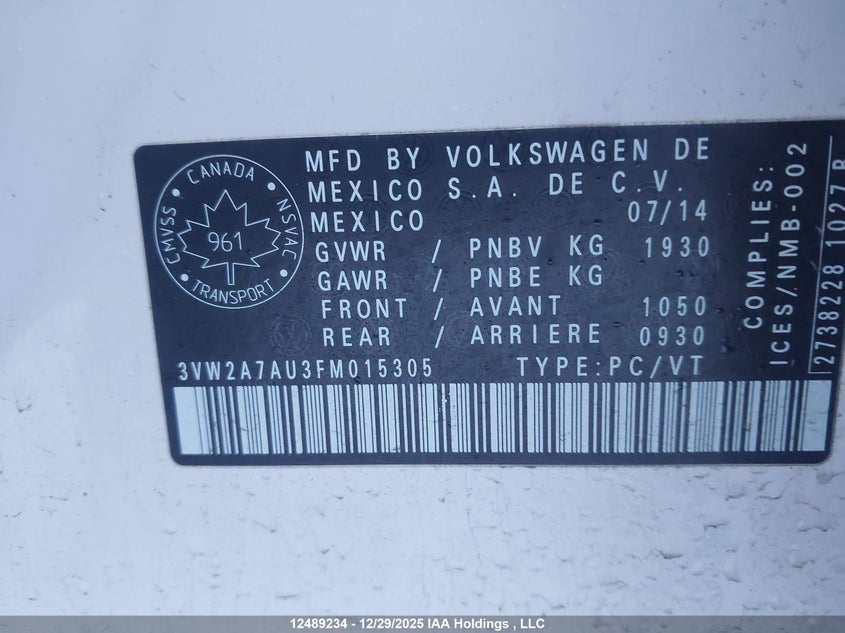 CANADA
CMVSS
NSVAC
961
TRANSPORT
MFD BY VOLKSWAGEN DE
MEXICO S.A. DE C.V.
MEXICO 07/14
GVWR / PNBV KG 1930
GAWR / PNBE KG
FRONT / AVANT 1050
REAR / ARRIERE 0930
3VW2A7AU3FM015305 TYPE:PC/VT
COMPLIES:
ICES/NMB-002
2738228 1027
12489234 - 12/29/2025 IAA Holdings , LLC